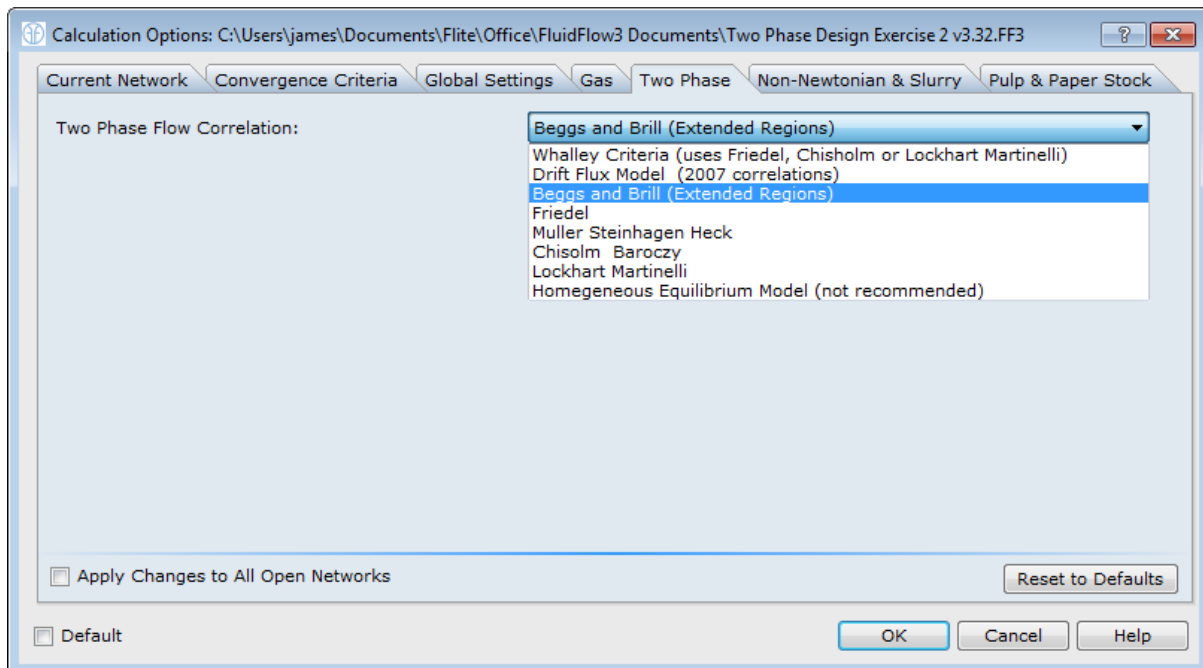 Calculation Options: C:\Users\james\Documents\Flite\Office\FluidFlow3 Documents\Two Phase Design Exercise 2 v3.32.FF3
Current Network Convergence Criteria Global Settings Gas Two Phase Non-Newtonian & Slurry Pulp & Paper Stock
Two Phase Flow Correlation: Beggs and Brill (Extended Regions)
Whalley Criteria (uses Friedel, Chisholm or Lockhart Martinelli)
Drift Flux Model (2007 correlations)
Beggs and Brill (Extended Regions)
Friedel
Muller Steinhagen Heck
Chisolm Baroczy
Lockhart Martinelli
Homegeneous Equilibrium Model (not recommended)
Apply Changes to All Open Networks Reset to Defaults
Default OK Cancel Help